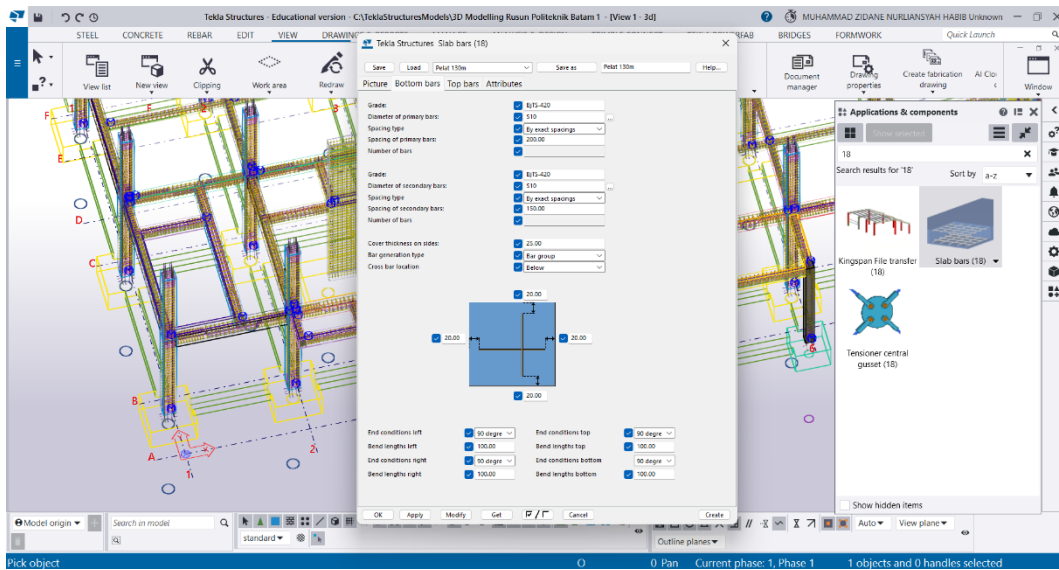 Tekla Structures - Educational version - C:\TeklaStructuresModels\3D Modelling Rusun Politeknik Batam 1 - [View 1 - 3d]
MUHAMMAD ZIDANE NURLIANSYAH HABIB Unknown
STEEL CONCRETE REBAR EDIT VIEW BRIDGES FORMWORK Quick Launch
View list New view Clipping Work area Redraw
Document manager
Drawing properties
Create fabrication drawing
Window
Tekla Structures Slab bars (18)
Save Load Pelat 130m Save as Pelat 130m Help...
Picture Bottom bars Top bars Attributes
Grade: BjTS-420
Diameter of primary bars: S10 ...
Spacing type By exact spacings
Spacing of primary bars: 200.00
Number of bars
Grade: BjTS-420
Diameter of secondary bars: S10 ...
Spacing type By exact spacings
Spacing of secondary bars: 150.00
Number of bars
Cover thickness on sides: 25.00
Bar generation type Bar group
Cross bar location Below
20.00
20.00 20.00
20.00
End conditions left 90 degre End conditions top 90 degre
Bend lengths left 100.00 Bend lengths top 100.00
End conditions right 90 degre End conditions bottom 90 degre
Bend lengths right 100.00 Bend lengths bottom 100.00
OK Apply Modify Get Cancel Create
Applications & components
Show selected
18
Search results for '18' Sort by a-z
Kingspan File transfer (18)
Slab bars (18)
Tensioner central gusset (18)
Show hidden items
F
E
D
C
B
A
1
2
3
6
Model origin Search in model
standard
Auto View plane
Outline planes
Pick object O 0 Pan Current phase: 1, Phase 1 1 objects and 0 handles selected